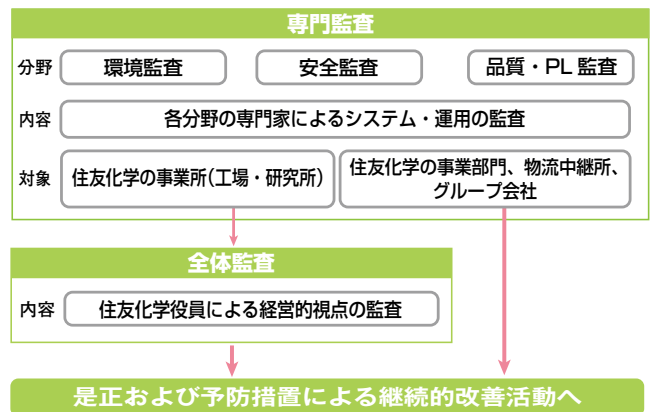 専門監査
分野 環境監査 安全監査 品質・PL 監査
内容 各分野の専門家によるシステム・運用の監査
対象 住友化学の事業所(工場・研究所) 住友化学の事業部門、物流中継所、
グループ会社
全体監査
内容 住友化学役員による経営的視点の監査
是正および予防措置による継続的改善活動へ